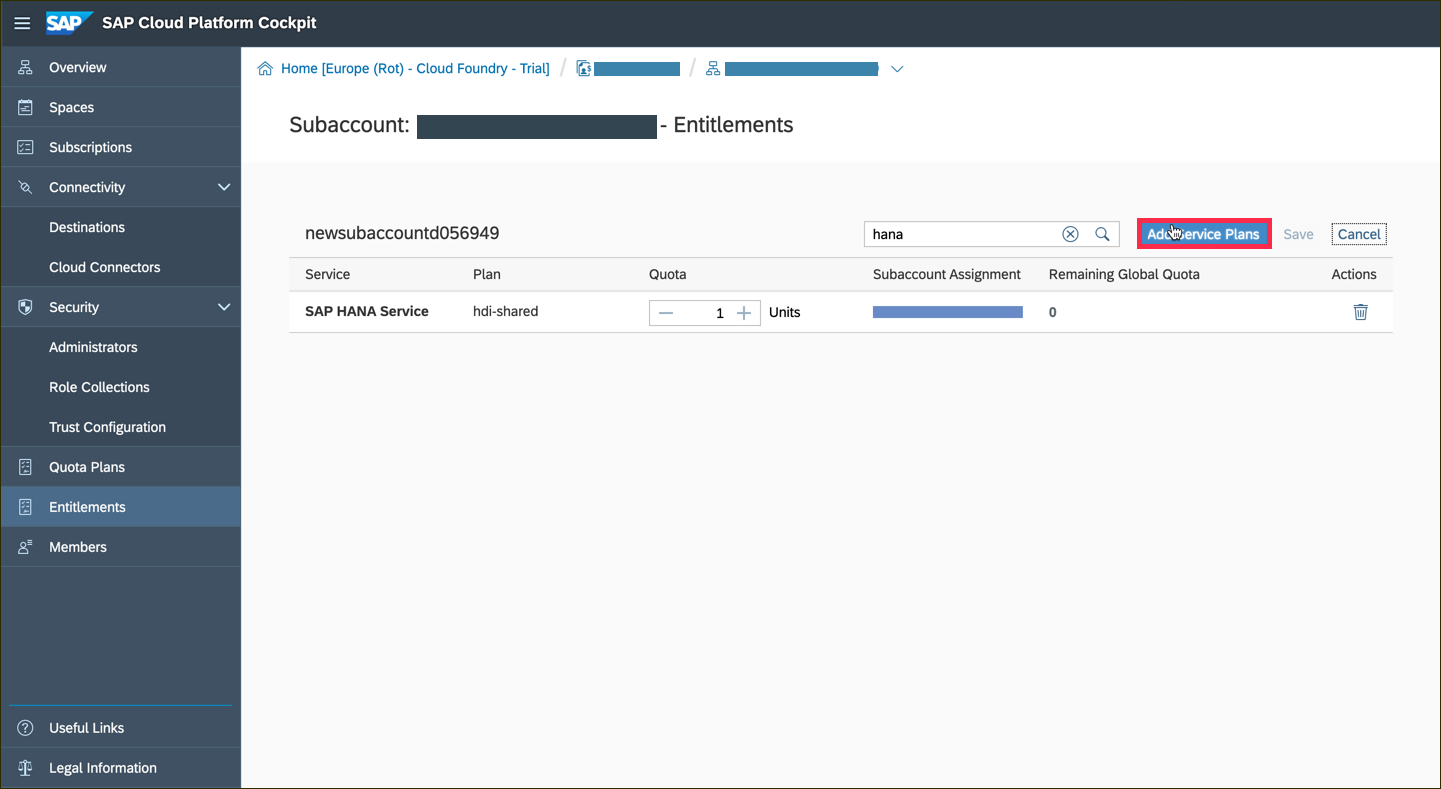 SAP SAP Cloud Platform Cockpit
Overview
Spaces
Subscriptions
Connectivity
Destinations
Cloud Connectors
Security
Administrators
Role Collections
Trust Configuration
Quota Plans
Entitlements
Members
Useful Links
Legal Information
Home [Europe (Rot) - Cloud Foundry - Trial] / /
Subaccount: - Entitlements
newsubaccountd056949 hana Add Service Plans Save Cancel
Service Plan Quota Subaccount Assignment Remaining Global Quota Actions
SAP HANA Service hdi-shared 1 Units 0